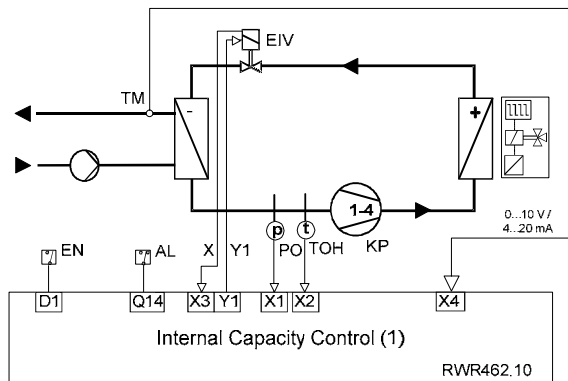 EIV
TM
-
+
1-4
0...10 V /
4...20 mA
p
t
EN
AL
X
Y1
PO
TOH
KP
D1
Q14
X3
Y1
X1
X2
X4
Internal Capacity Control (1)
RWR462.10